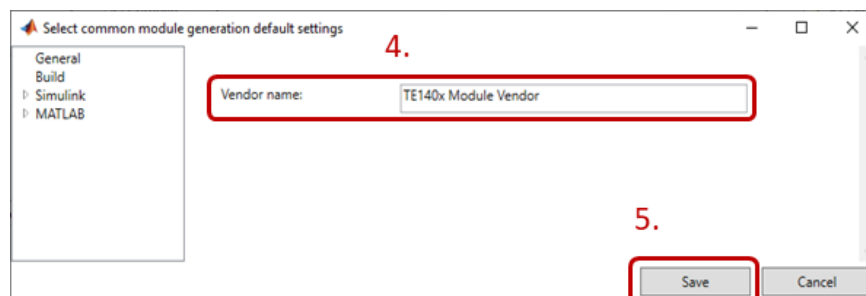 Select common module generation default settings
4.
General
Build
Simulink
MATLAB
Vendor name:
TE140x Module Vendor
5.
Save
Cancel